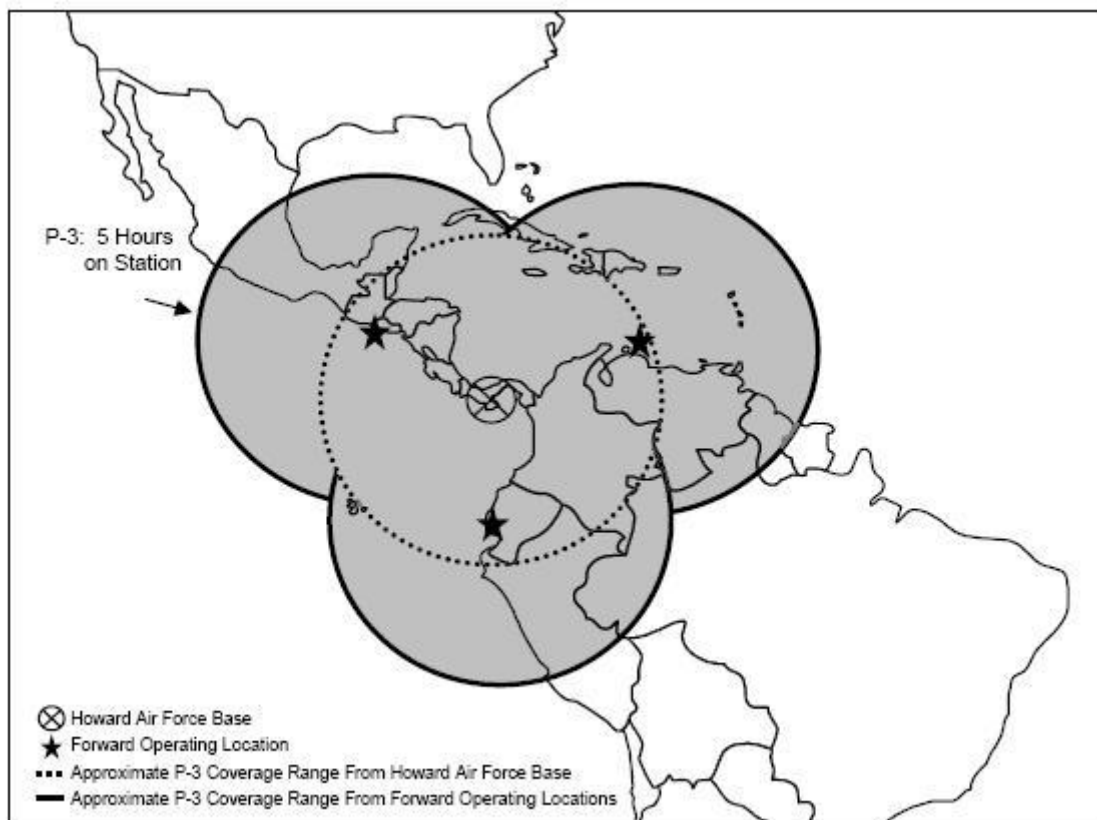 P-3: 5 Hours
on Station
Howard Air Force Base
Forward Operating Location
Approximate P-3 Coverage Range From Howard Air Force Base
Approximate P-3 Coverage Range From Forward Operating Locations